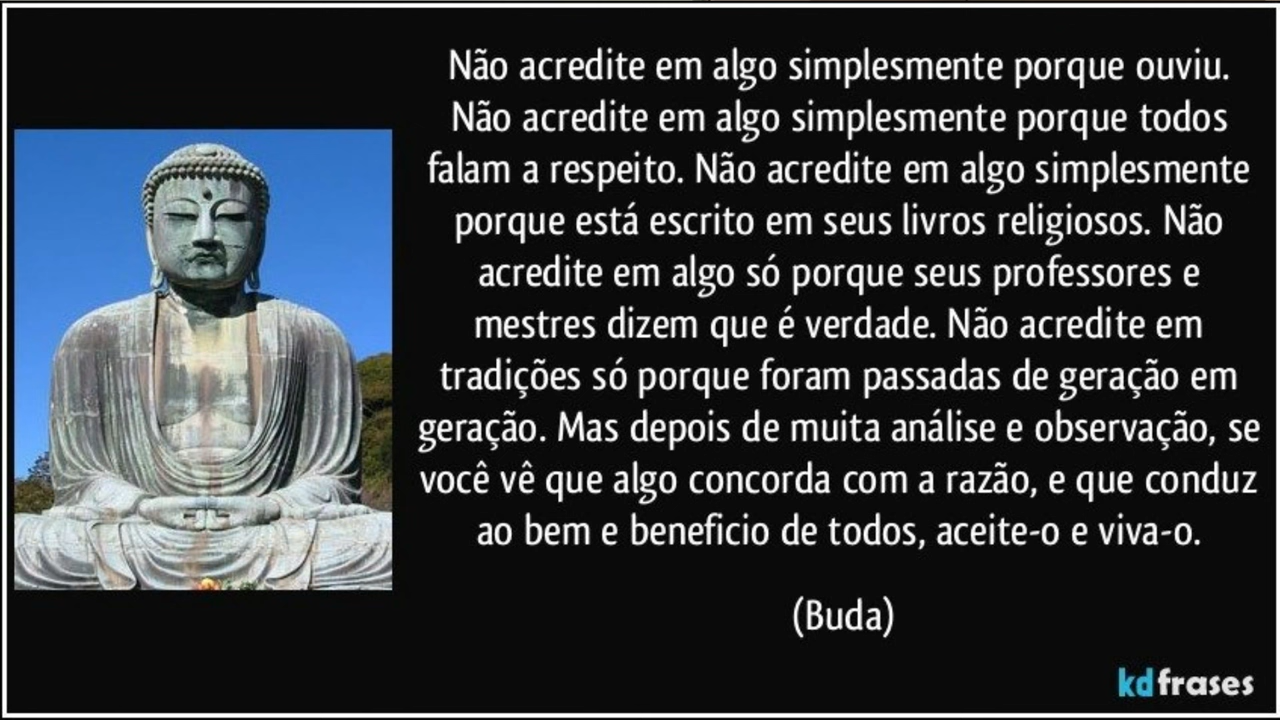 Não acredite em algo simplesmente porque ouviu.
Não acredite em algo simplesmente porque todos
falam a respeito. Não acredite em algo simplesmente
porque está escrito em seus livros religiosos. Não
acredite em algo só porque seus professores e
mestres dizem que é verdade. Não acredite em
tradições só porque foram passadas de geração em
geração. Mas depois de muita análise e observação, se
você vê que algo concorda com a razão, e que conduz
ao bem e beneficio de todos, aceite-o e viva-o.
(Buda)
kdfrases